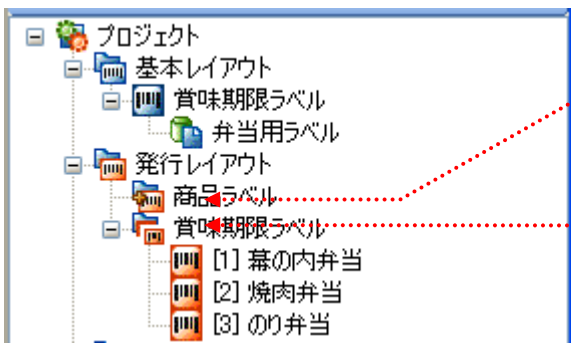 プロジェクト
基本レイアウト
賞味期限ラベル
弁当用ラベル
発行レイアウト
商品ラベル
賞味期限ラベル
[1] 幕の内弁当
[2] 焼肉弁当
[3] のり弁当